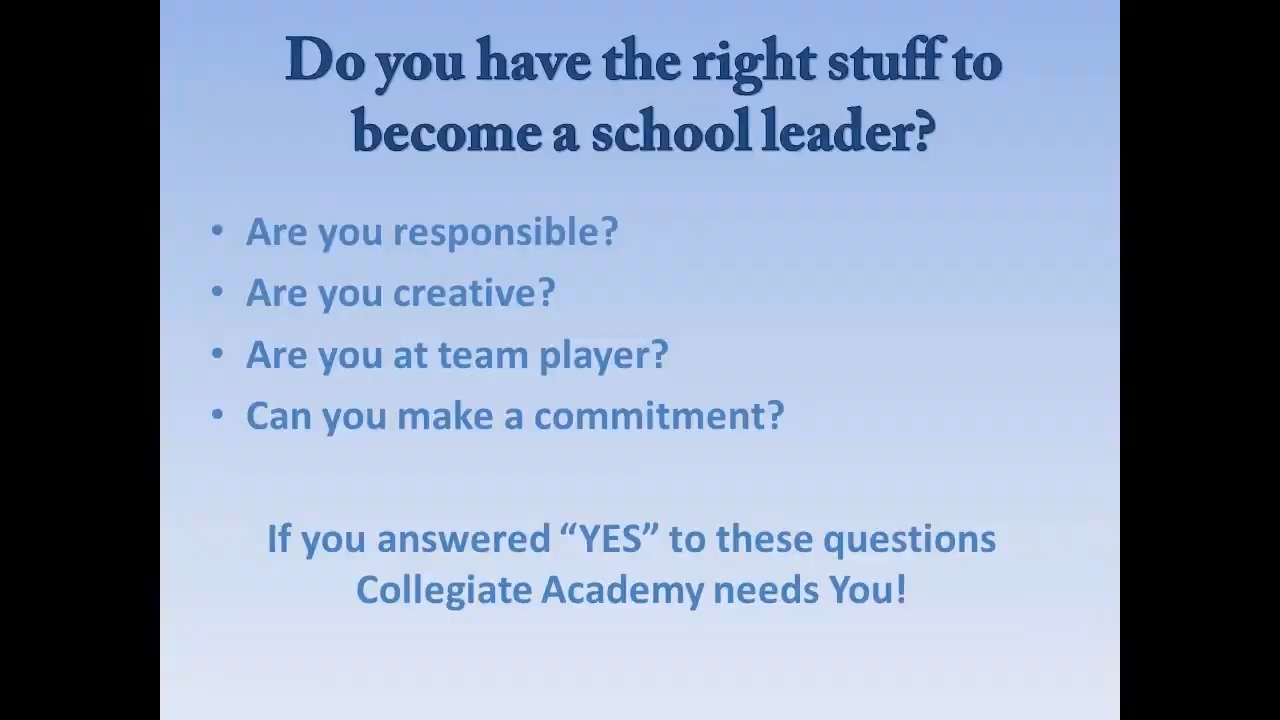 Do you have the right stuff to
become a school leader?
• Are you responsible?
• Are you creative?
• Are you at team player?
• Can you make a commitment?
If you answered “YES” to these questions
Collegiate Academy needs You!